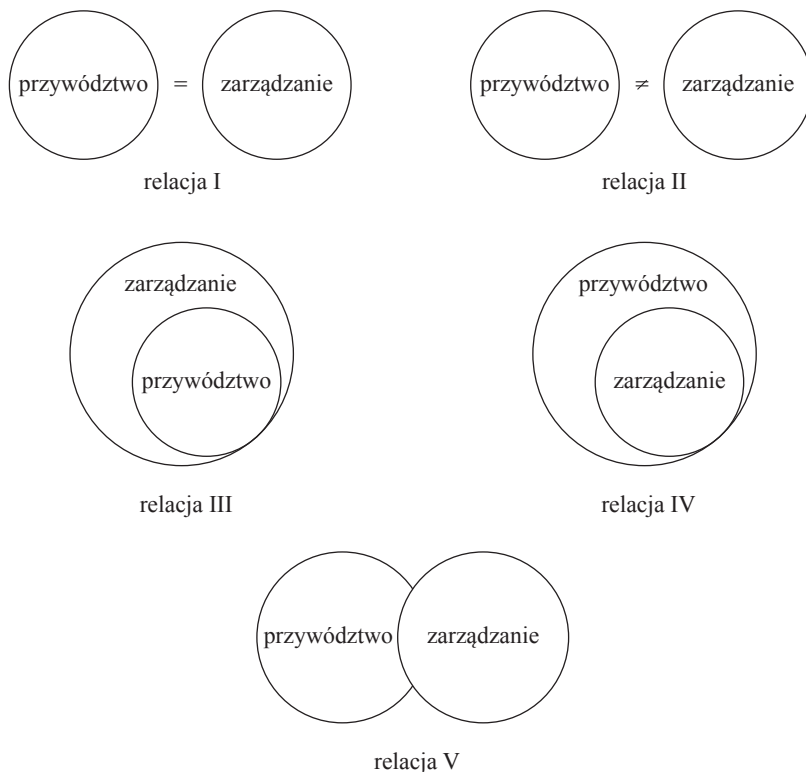 przywództwo = zarządzanie
przywództwo ≠ zarządzanie
relacja I
relacja II
zarządzanie
przywództwo
przywództwo
zarządzanie
relacja III
relacja IV
przywództwo zarządzanie
relacja V